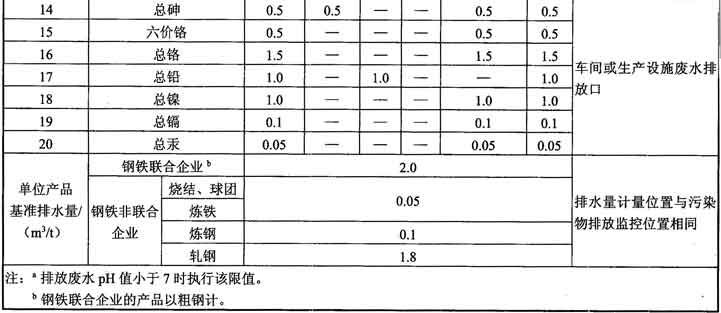 14 总砷 0.5 0.5 — — 0.5 0.5
15 六价铬 0.5 — — — 0.5 0.5
16 总铬 1.5 — — — 1.5 1.5
17 总铅 1.0 — 1.0 — — 1.0
18 总镍 1.0 — — — 1.0 1.0
19 总镉 0.1 — — — 0.1 0.1
20 总汞 0.05 — — — 0.05 0.05
车间或生产设施废水排
放口
单位产品
基准排水量/
（m³/t）
钢铁联合企业ᵇ 2.0
钢铁非联合
企业
烧结、球团
炼铁
0.05
炼钢 0.1
轧钢 1.8
排水量计量位置与污染
物排放监控位置相同
注：ᵃ 排放废水 pH 值小于 7 时执行该限值。
ᵇ 钢铁联合企业的产品以粗钢计。